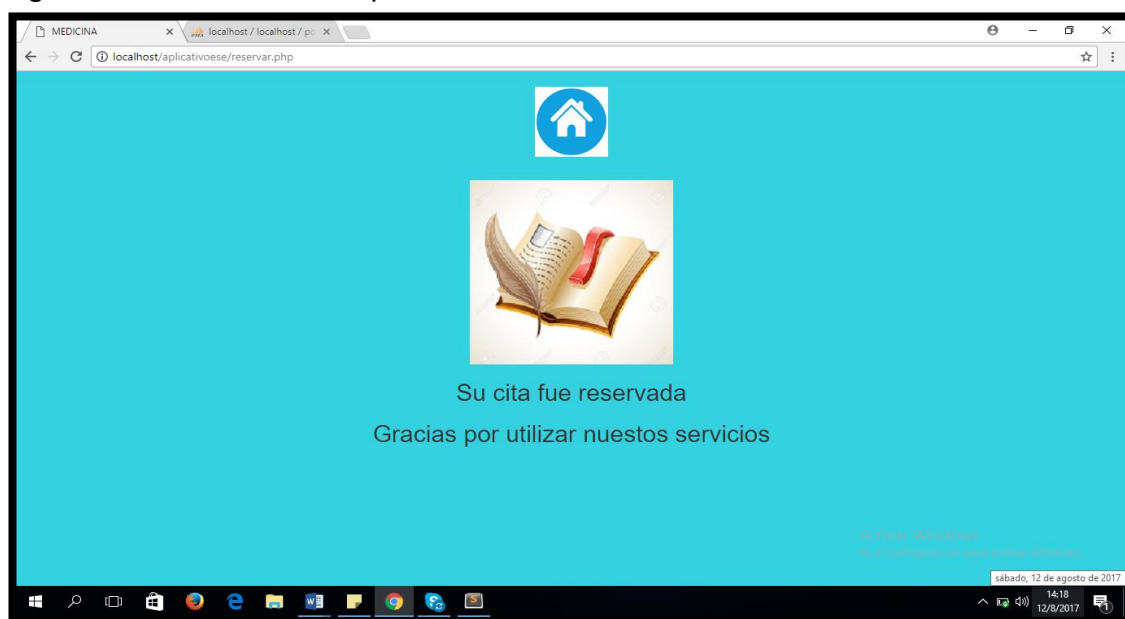 MEDICINA
localhost / localhost / po
localhost/aplicativoese/reservar.php
Su cita fue reservada
Gracias por utilizar nuestos servicios
sábado, 12 de agosto de 2017
14:18
12/8/2017